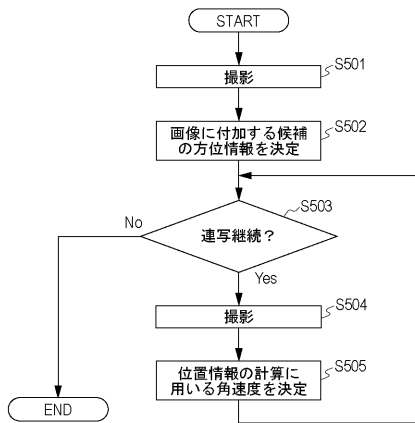 START
S501
撮影
S502
画像に付加する候補
の方位情報を決定
S503
連写継続？
No
Yes
S504
撮影
S505
位置情報の計算に
用いる角速度を決定
END